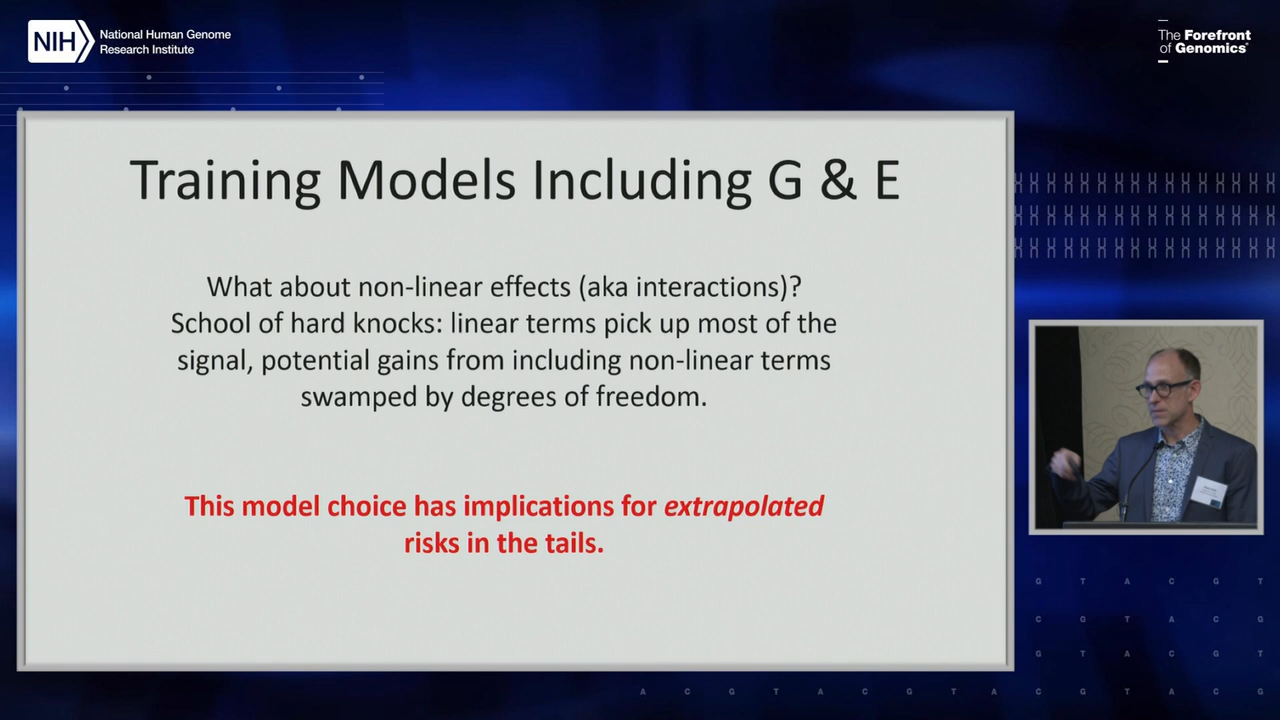 NIH
National Human Genome
Research Institute
The Forefront
of Genomics®
Training Models Including G & E
What about non-linear effects (aka interactions)?
School of hard knocks: linear terms pick up most of the
signal, potential gains from including non-linear terms
swamped by degrees of freedom.
This model choice has implications for extrapolated
risks in the tails.
G T A C G T
C G T A C G
G T A C G T
A C G T A C G T A C G T A C G